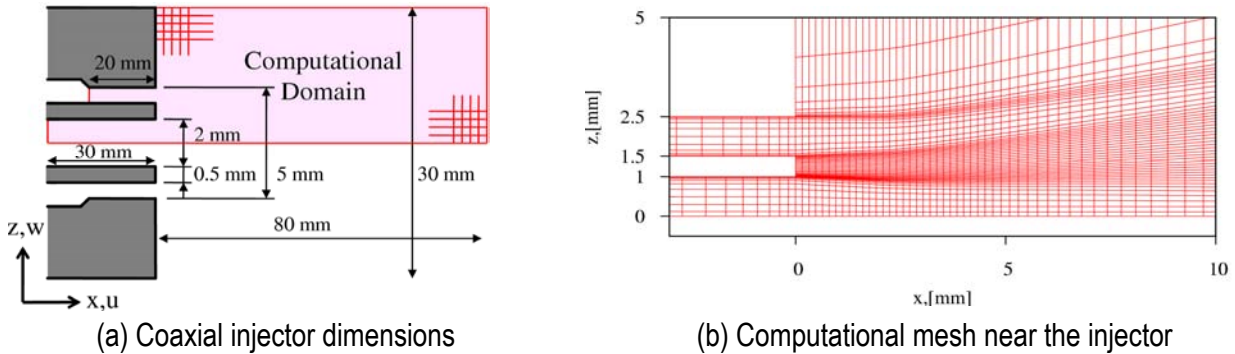 20 mm
Computational
Domain
2 mm
30 mm
0.5 mm
5 mm
30 mm
80 mm
z,w
x,u
(a) Coaxial injector dimensions
5
2.5
1.5
1
0
z,[mm]
0
5
10
x,[mm]
(b) Computational mesh near the injector